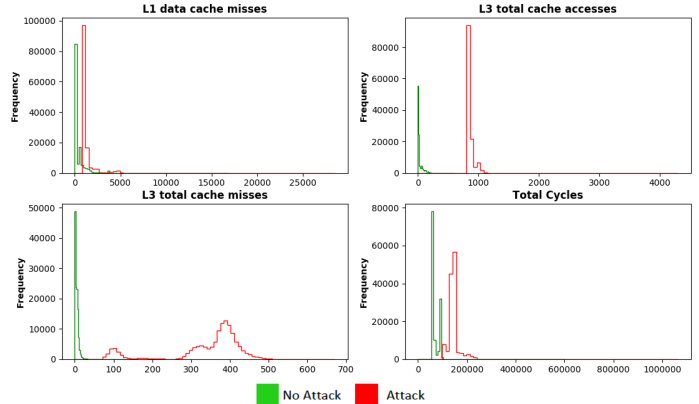 L1 data cache misses
Frequency
100000
80000
60000
40000
20000
0
0 5000 10000 15000 20000 25000
L3 total cache accesses
Frequency
80000
60000
40000
20000
0
0 1000 2000 3000 4000
L3 total cache misses
Frequency
50000
40000
30000
20000
10000
0
0 100 200 300 400 500 600 700
Total Cycles
Frequency
80000
60000
40000
20000
0
0 200000 400000 600000 800000 1000000
No Attack Attack